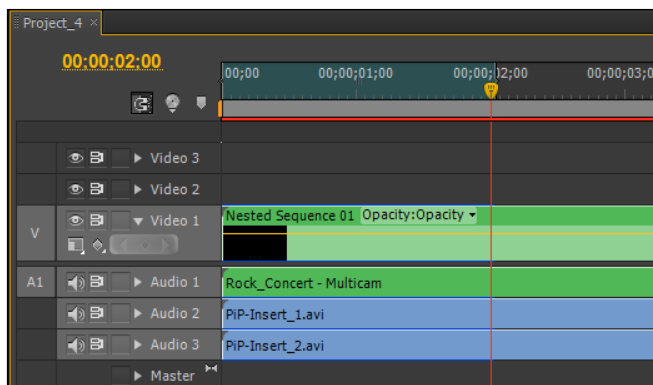 Project_4 ×
00;00;02;00
;00;00 00;00;01;00 00;00;02;00 00;00;03;0
Video 3
Video 2
V Video 1 Nested Sequence 01 Opacity:Opacity
A1 Audio 1 Rock_Concert - Multicam
Audio 2 PiP-Insert_1.avi
Audio 3 PiP-Insert_2.avi
Master